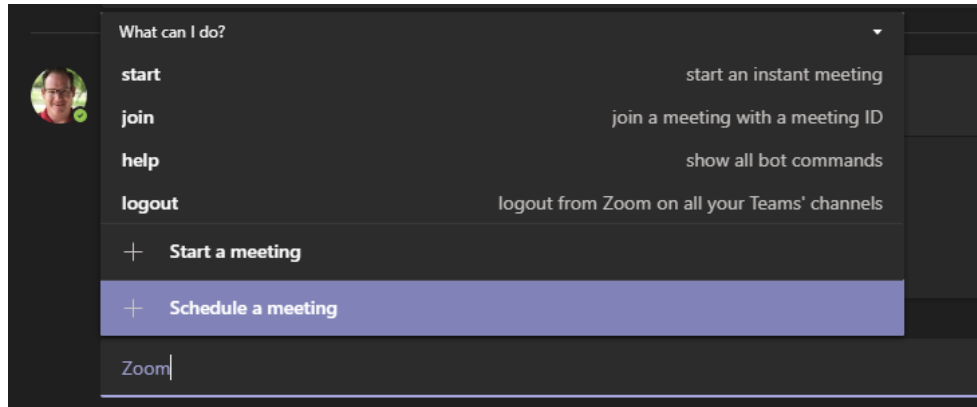 What can I do?
start start an instant meeting
join join a meeting with a meeting ID
help show all bot commands
logout logout from Zoom on all your Teams' channels
Start a meeting
Schedule a meeting
Zoom